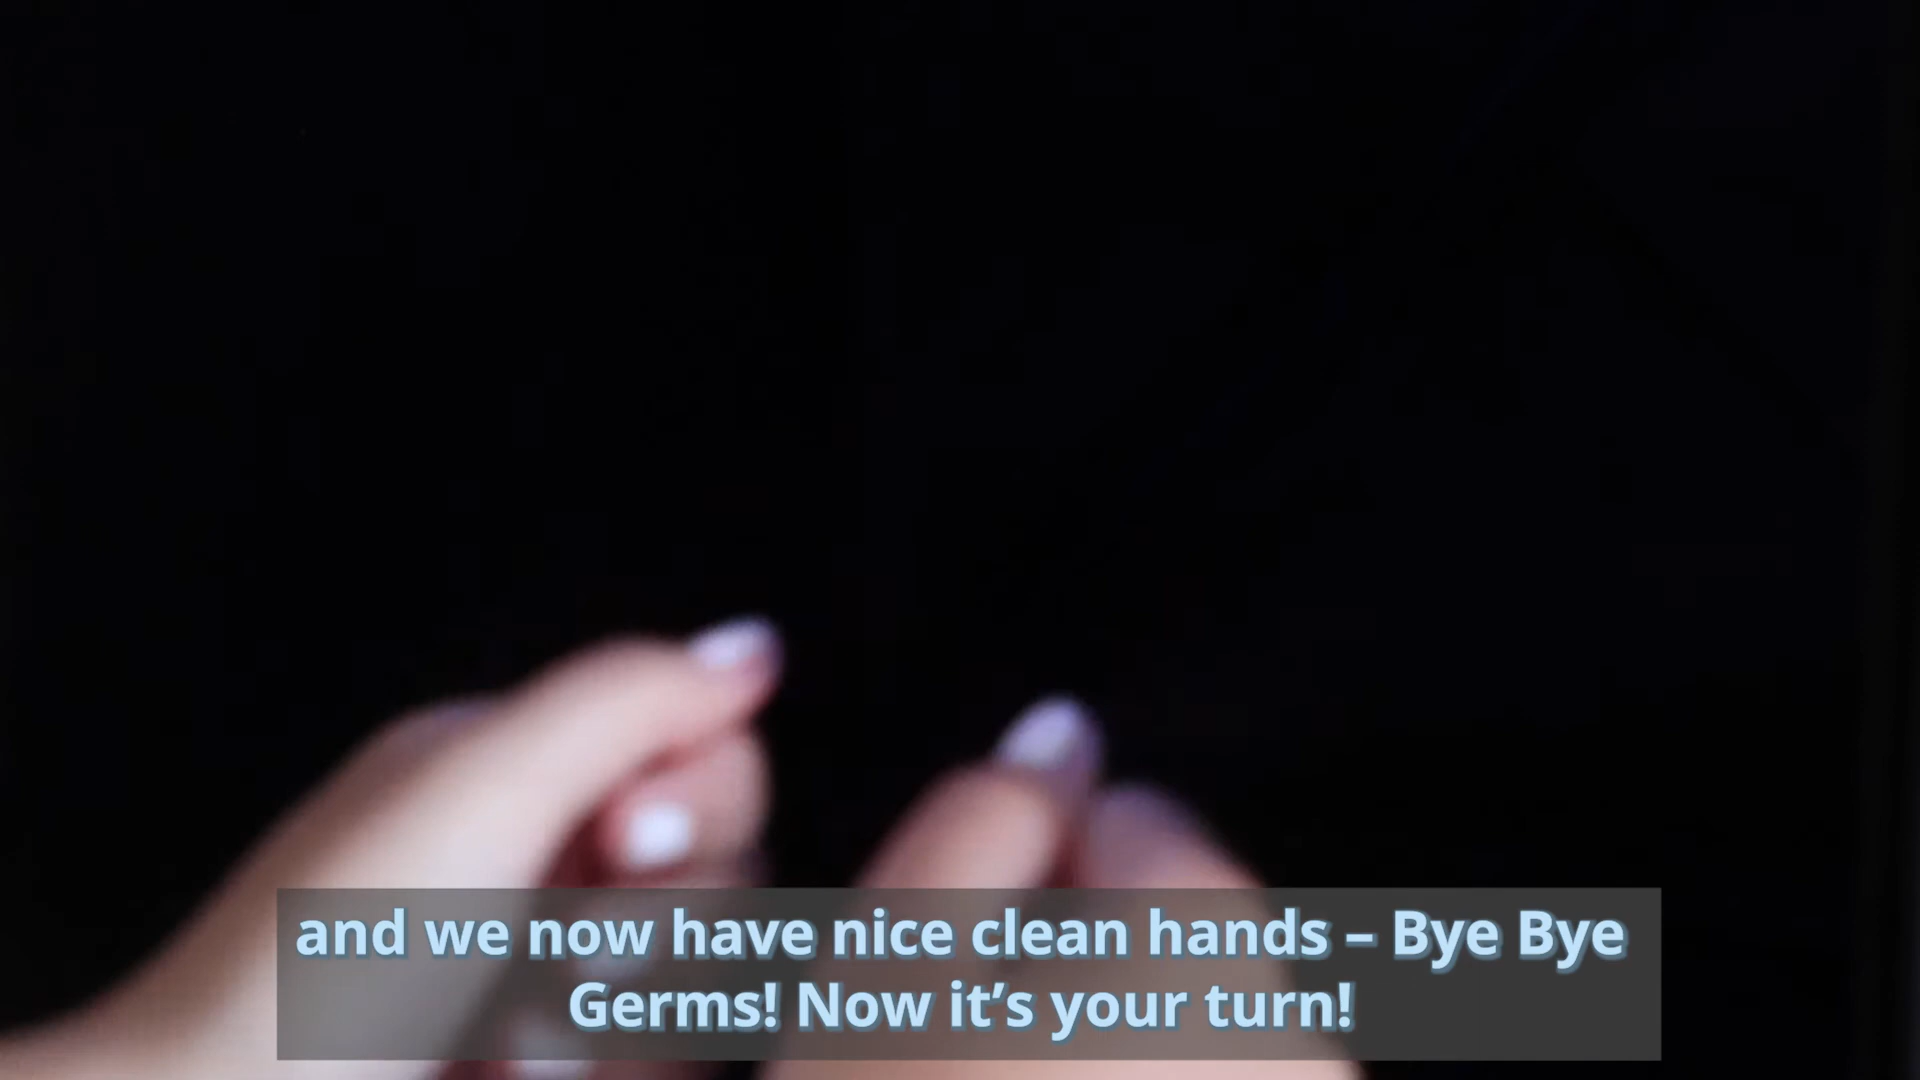 and we now have nice clean hands – Bye Bye
Germs! Now it’s your turn!